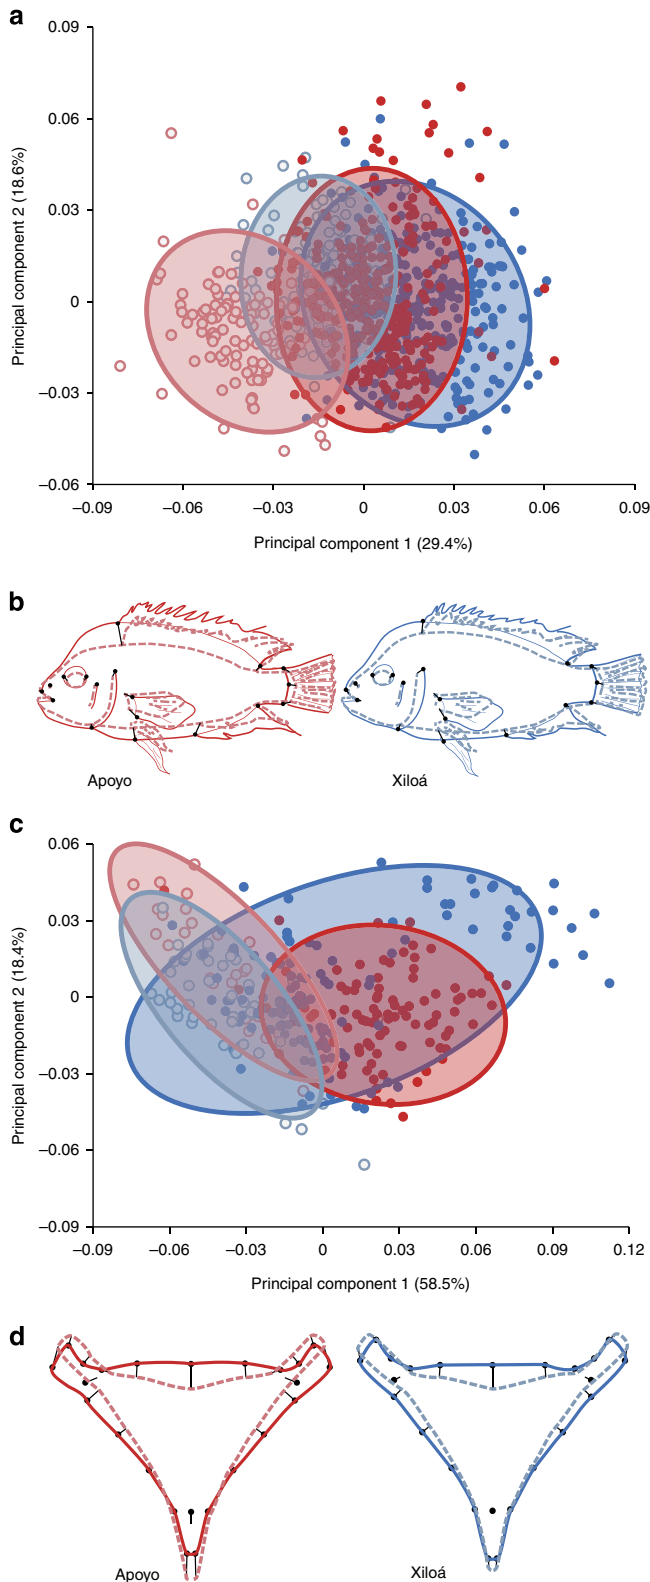 a
0.09
0.06
0.03
0
–0.03
–0.06
Principal component 2 (18.6%)
–0.09 –0.06 –0.03 0 0.03 0.06 0.09
Principal component 1 (29.4%)
b
Apoyo Xiloá
c
0.06
0.03
0
–0.03
–0.06
–0.09
Principal component 2 (18.4%)
–0.09 –0.06 –0.03 0 0.03 0.06 0.09 0.12
Principal component 1 (58.5%)
d
Apoyo Xiloá